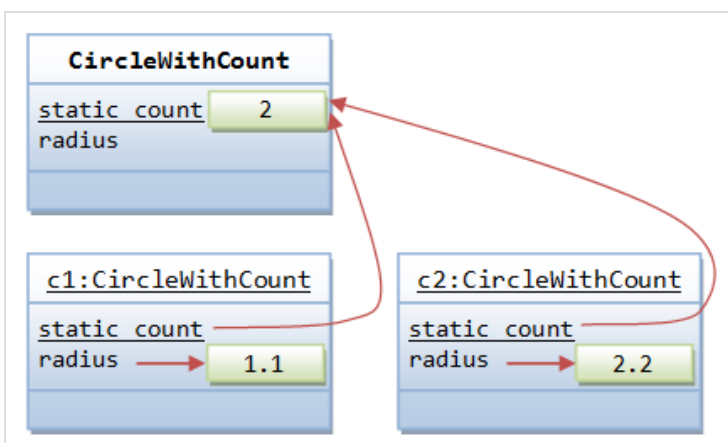 CircleWithCount
static count 2
radius
c1:CircleWithCount
static count
radius 1.1
c2:CircleWithCount
static count
radius 2.2